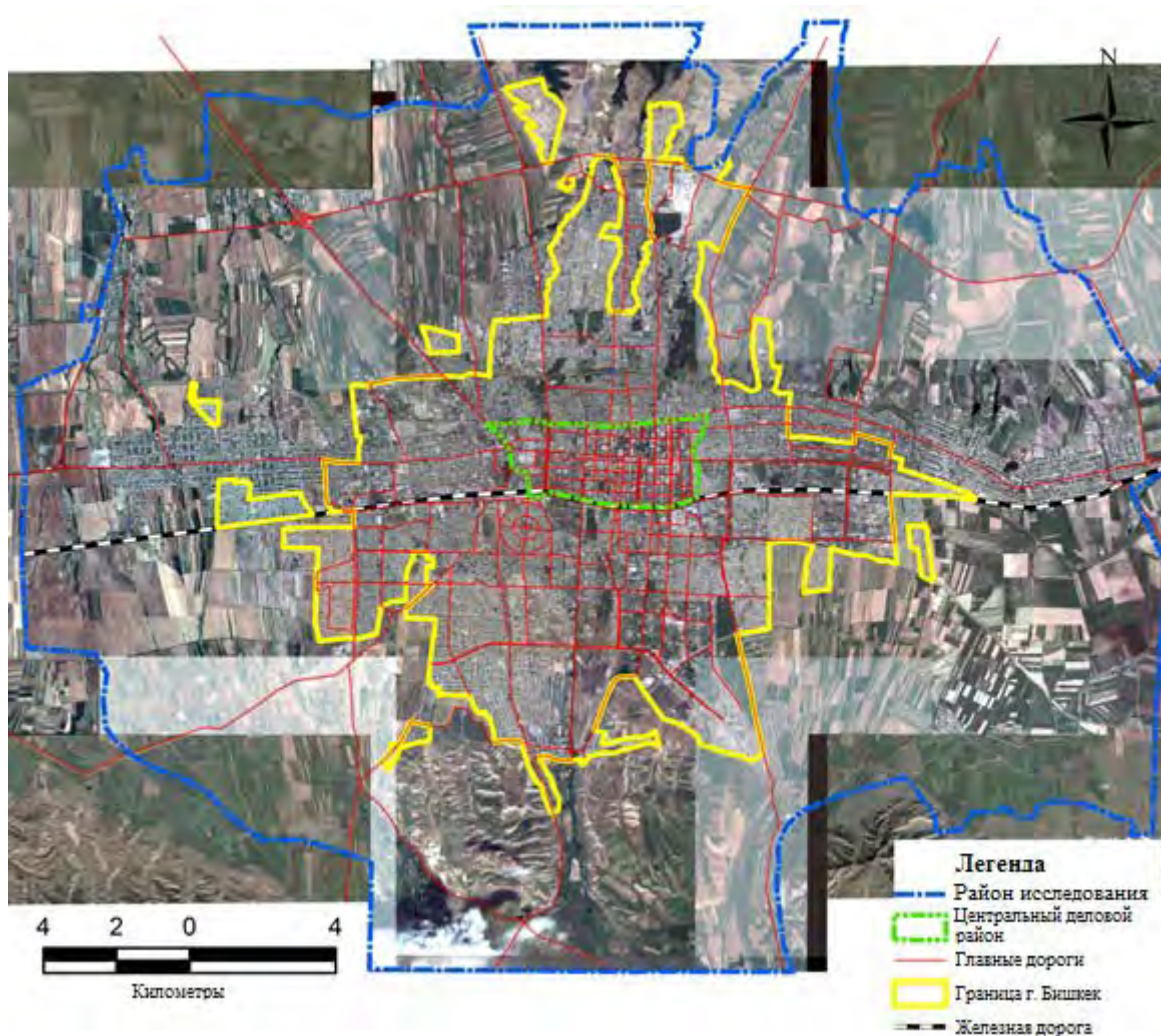 N
Легенда
Район исследования
Центральный деловой
район
Главные дороги
Граница г. Бишкек
Железная дорога
4 2 0 4
Километры